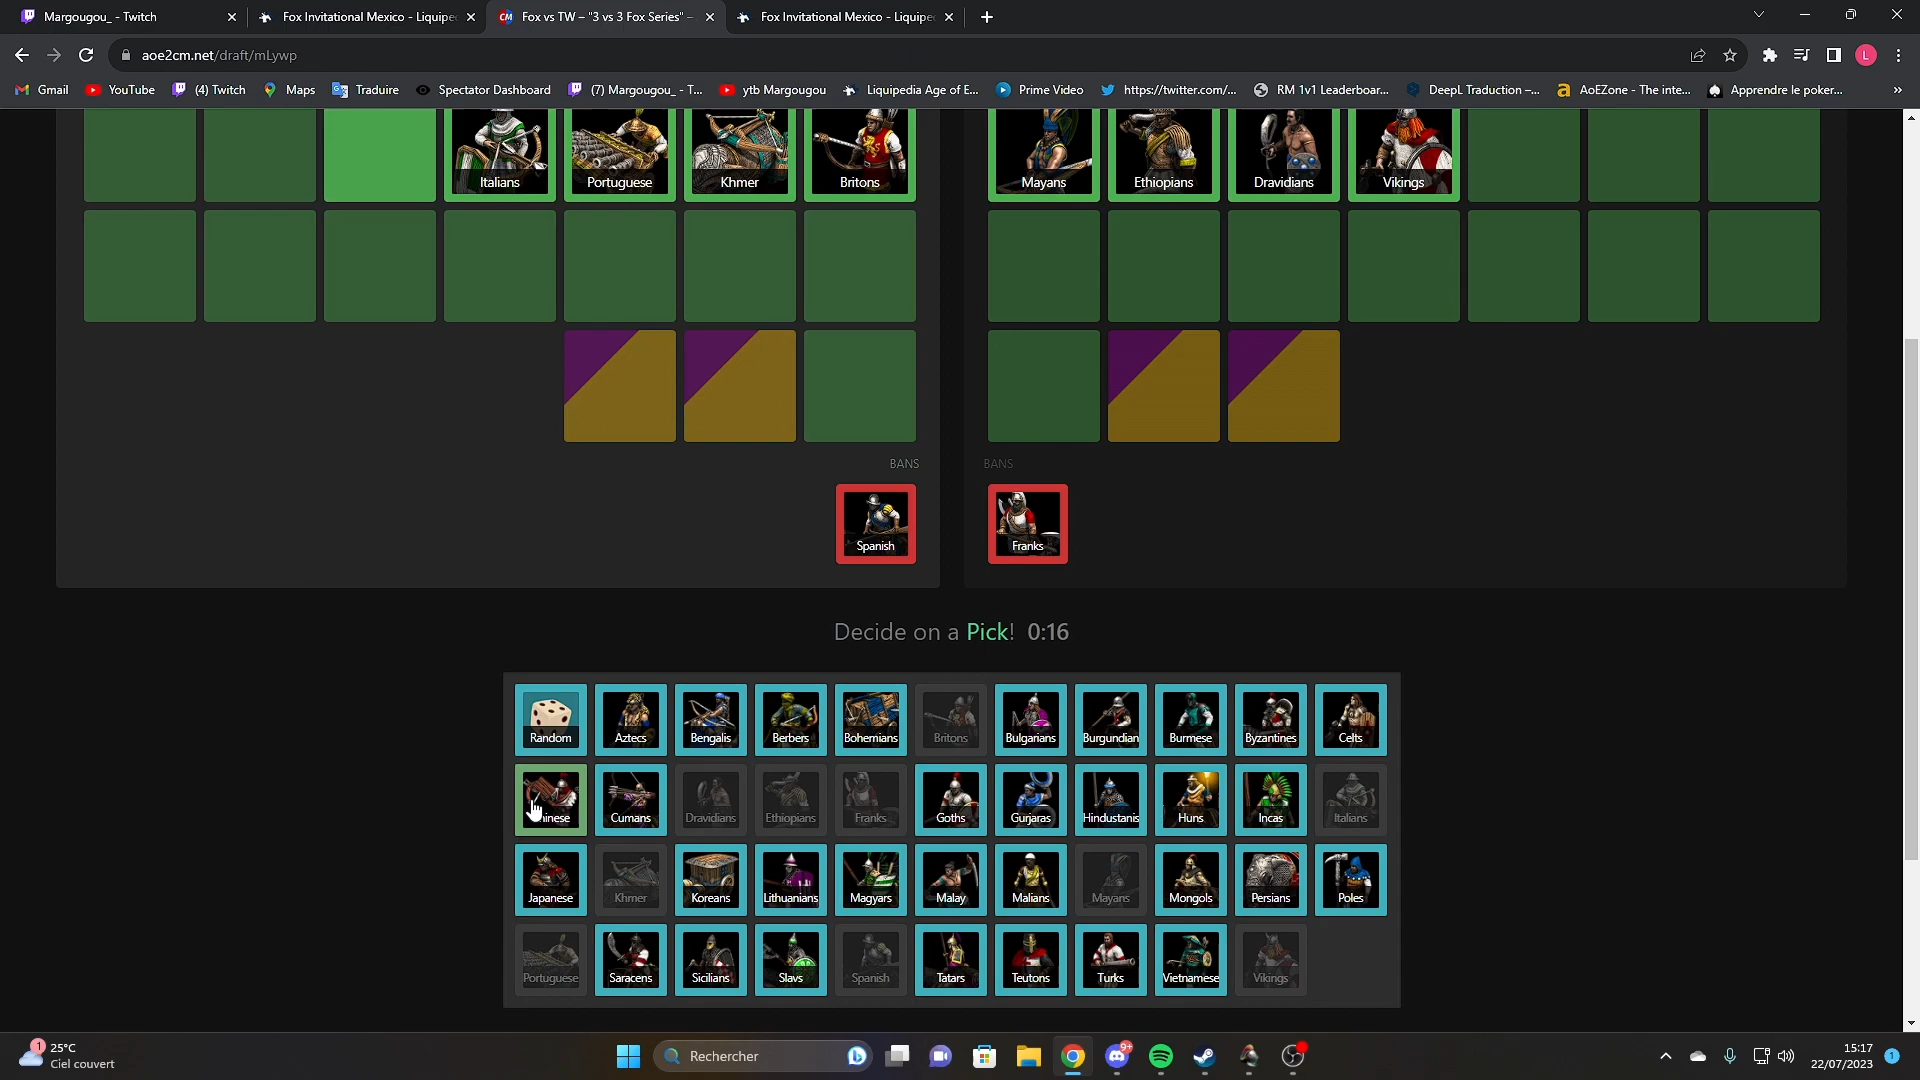 Margougou_ - Twitch
Fox Invitational Mexico - Liquipe
Fox vs TW – "3 vs 3 Fox Series" –
Fox Invitational Mexico - Liquipe
aoe2cm.net/draft/mLywp
L
Gmail
YouTube
(4) Twitch
Maps
Traduire
Spectator Dashboard
(7) Margougou_ - T...
ytb Margougou
Liquipedia Age of E...
Prime Video
https://twitter.com/...
RM 1v1 Leaderboar...
DeepL Traduction –...
AoEZone - The inte...
Apprendre le poker...
»
Italians
Portuguese
Khmer
Britons
Mayans
Ethiopians
Dravidians
Vikings
BANS
BANS
Spanish
Franks
Decide on a Pick! 0:16
Random
Aztecs
Bengalis
Berbers
Bohemians
Britons
Bulgarians
Burgundian
Burmese
Byzantines
Celts
inese
Cumans
Dravidians
Ethiopians
Franks
Goths
Gurjaras
Hindustanis
Huns
Incas
Italians
Japanese
Khmer
Koreans
Lithuanians
Magyars
Malay
Malians
Mayans
Mongols
Persians
Poles
Portuguese
Saracens
Sicilians
Slavs
Spanish
Tatars
Teutons
Turks
Vietnamese
Vikings
1
25°C
Ciel couvert
Rechercher
9+
15:17
22/07/2023
1